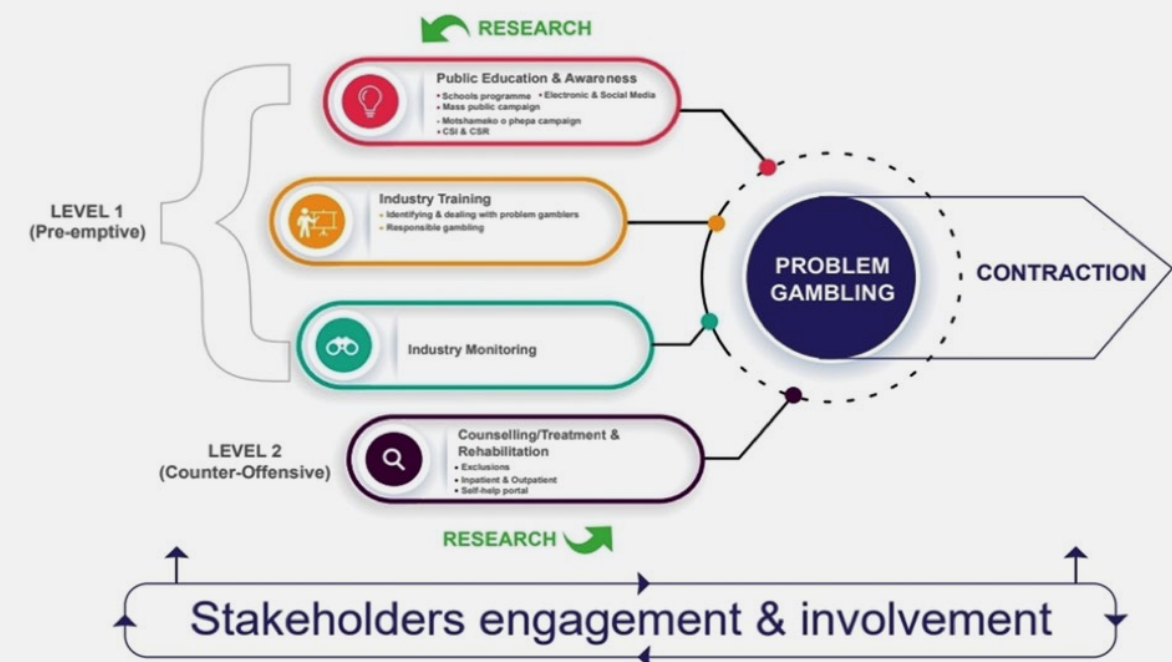 RESEARCH
Public Education & Awareness
• Schools programme • Electronic & Social Media
• Mass public campaign
- Motshameko o phepa campaign
• CSI & CSR
LEVEL 1
(Pre-emptive)
Industry Training
• Identifying & dealing with problem gamblers
• Responsible gambling
PROBLEM
GAMBLING
CONTRACTION
Industry Monitoring
LEVEL 2
(Counter-Offensive)
Counselling/Treatment &
Rehabilitation
• Exclusions
• Inpatient & Outpatient
• Self-help portal
RESEARCH
Stakeholders engagement & involvement